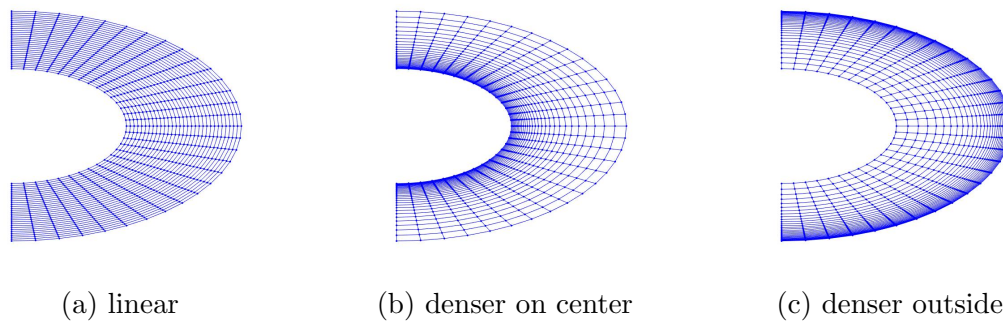 (a) linear
(b) denser on center
(c) denser outside